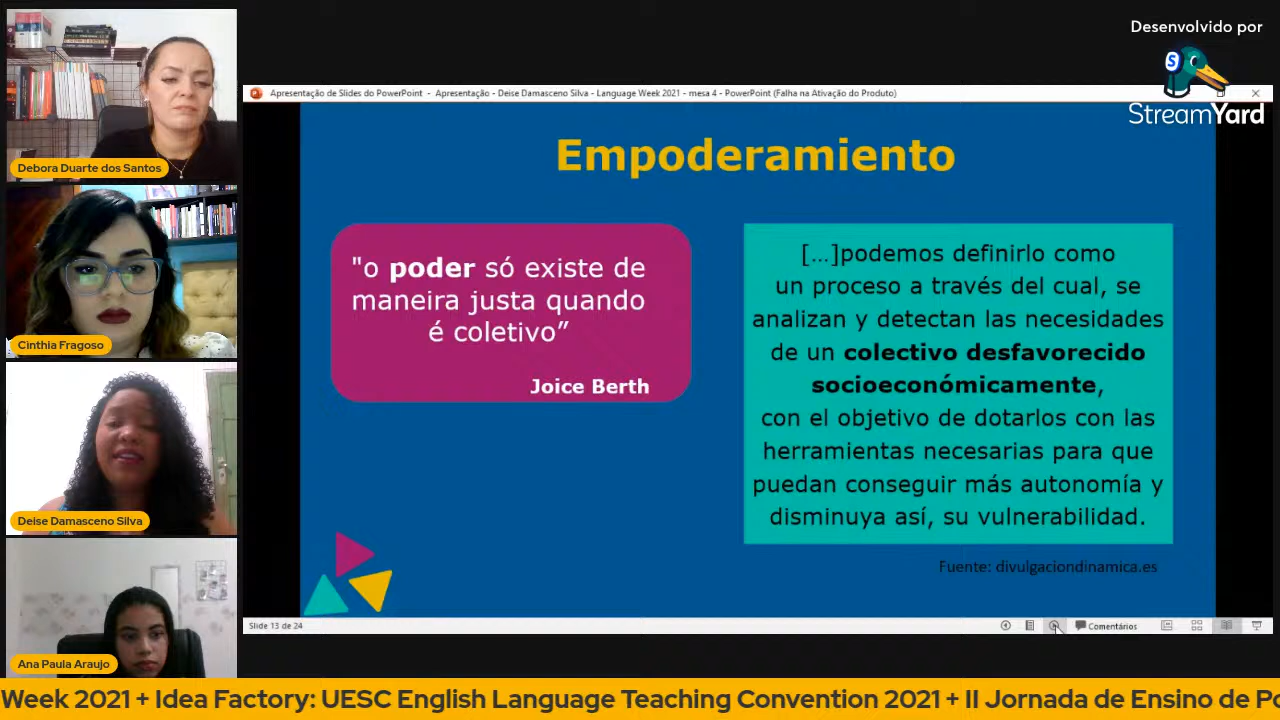 Desenvolvido por
StreamYard
Apresentação de Slides do PowerPoint - Apresentação - Deise Damasceno Silva - Language Week 2021 - mesa 4 - PowerPoint (Falha na Ativação do Produto)
Debora Duarte dos Santos
Cinthia Fragoso
Deise Damasceno Silva
Ana Paula Araujo
Empoderamiento
"o poder só existe de
maneira justa quando
é coletivo”
Joice Berth
[...]podemos definirlo como
un proceso a través del cual, se
analizan y detectan las necesidades
de un colectivo desfavorecido
socioeconómicamente,
con el objetivo de dotarlos con las
herramientas necesarias para que
puedan conseguir más autonomía y
disminuya así, su vulnerabilidad.
Fuente: divulgaciondinamica.es
Slide 13 de 24
Comentários
Week 2021 + Idea Factory: UESC English Language Teaching Convention 2021 + II Jornada de Ensino de Po